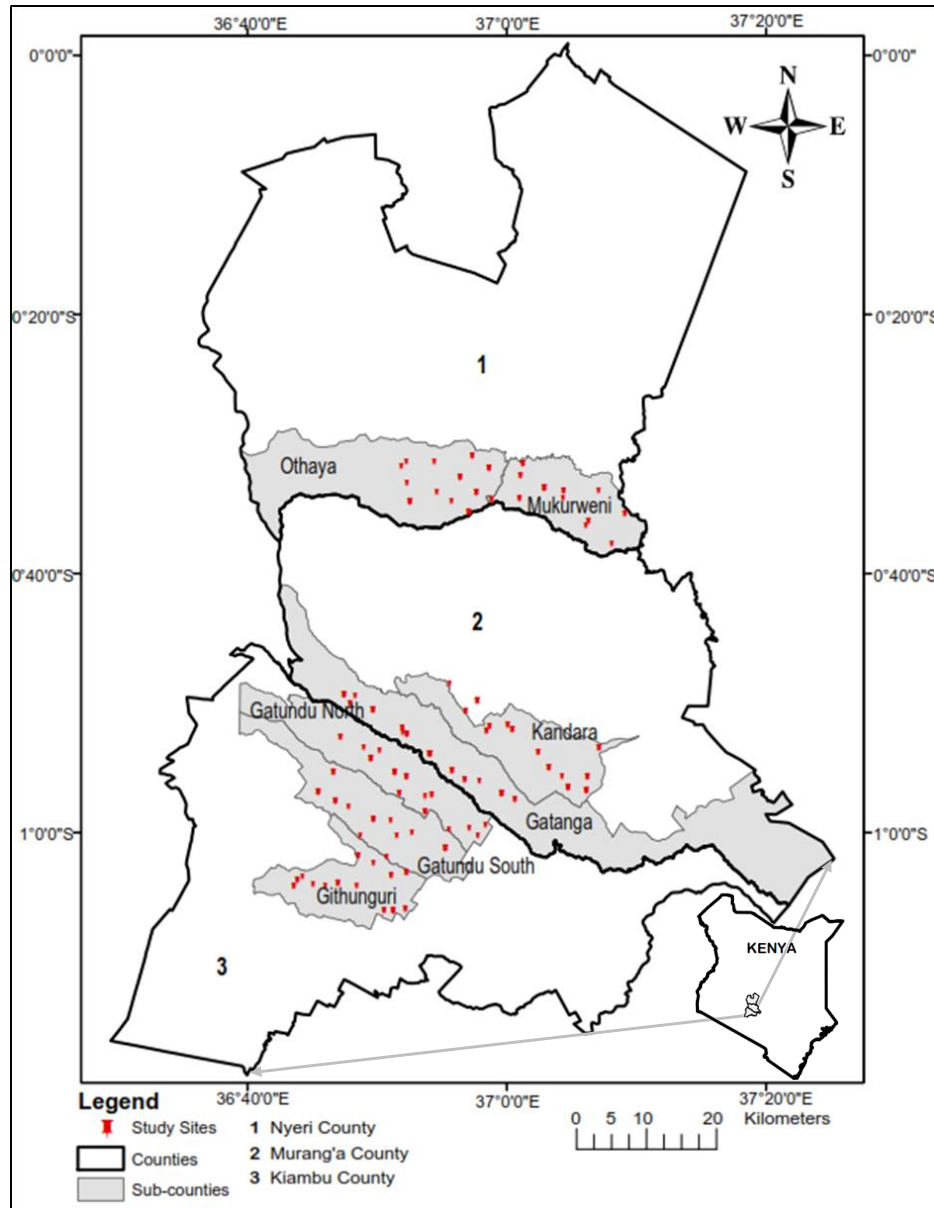 36°40'0"E 37°0'0"E 37°20'0"E
0°0'0" 0°0'0"S
N
W E
S
0°20'0"S 0°20'0"S
1
Othaya
Mukurweni
0°40'0"S 0°40'0"S
2
Gatundu North
Kandara
1°0'0"S 1°0'0"S
Gatanga
Gatundu South
Githunguri
KENYA
3
36°40'0"E 37°0'0"E 37°20'0"E
Legend
Study Sites 1 Nyeri County
Counties 2 Murang'a County
Sub-counties 3 Kiambu County
0 5 10 20 Kilometers